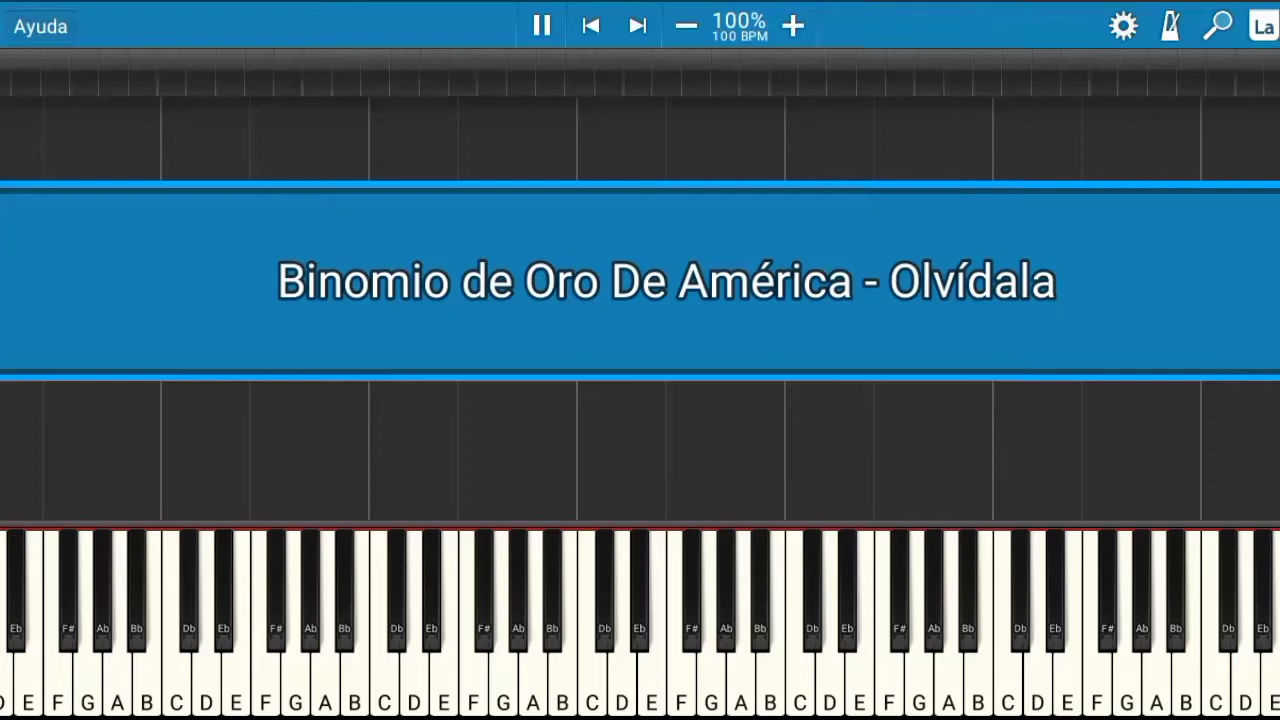 Ayuda
100%
100 BPM
La
Binomio de Oro De América - Olvídala
Eb F# Ab Bb Db Eb F# Ab Bb Db Eb F# Ab Bb Db Eb F# Ab Bb Db Eb F# Ab Bb Db Eb F# Ab Bb Db Eb
D E F G A B C D E F G A B C D E F G A B C D E F G A B C D E F G A B C D E F G A B C D E